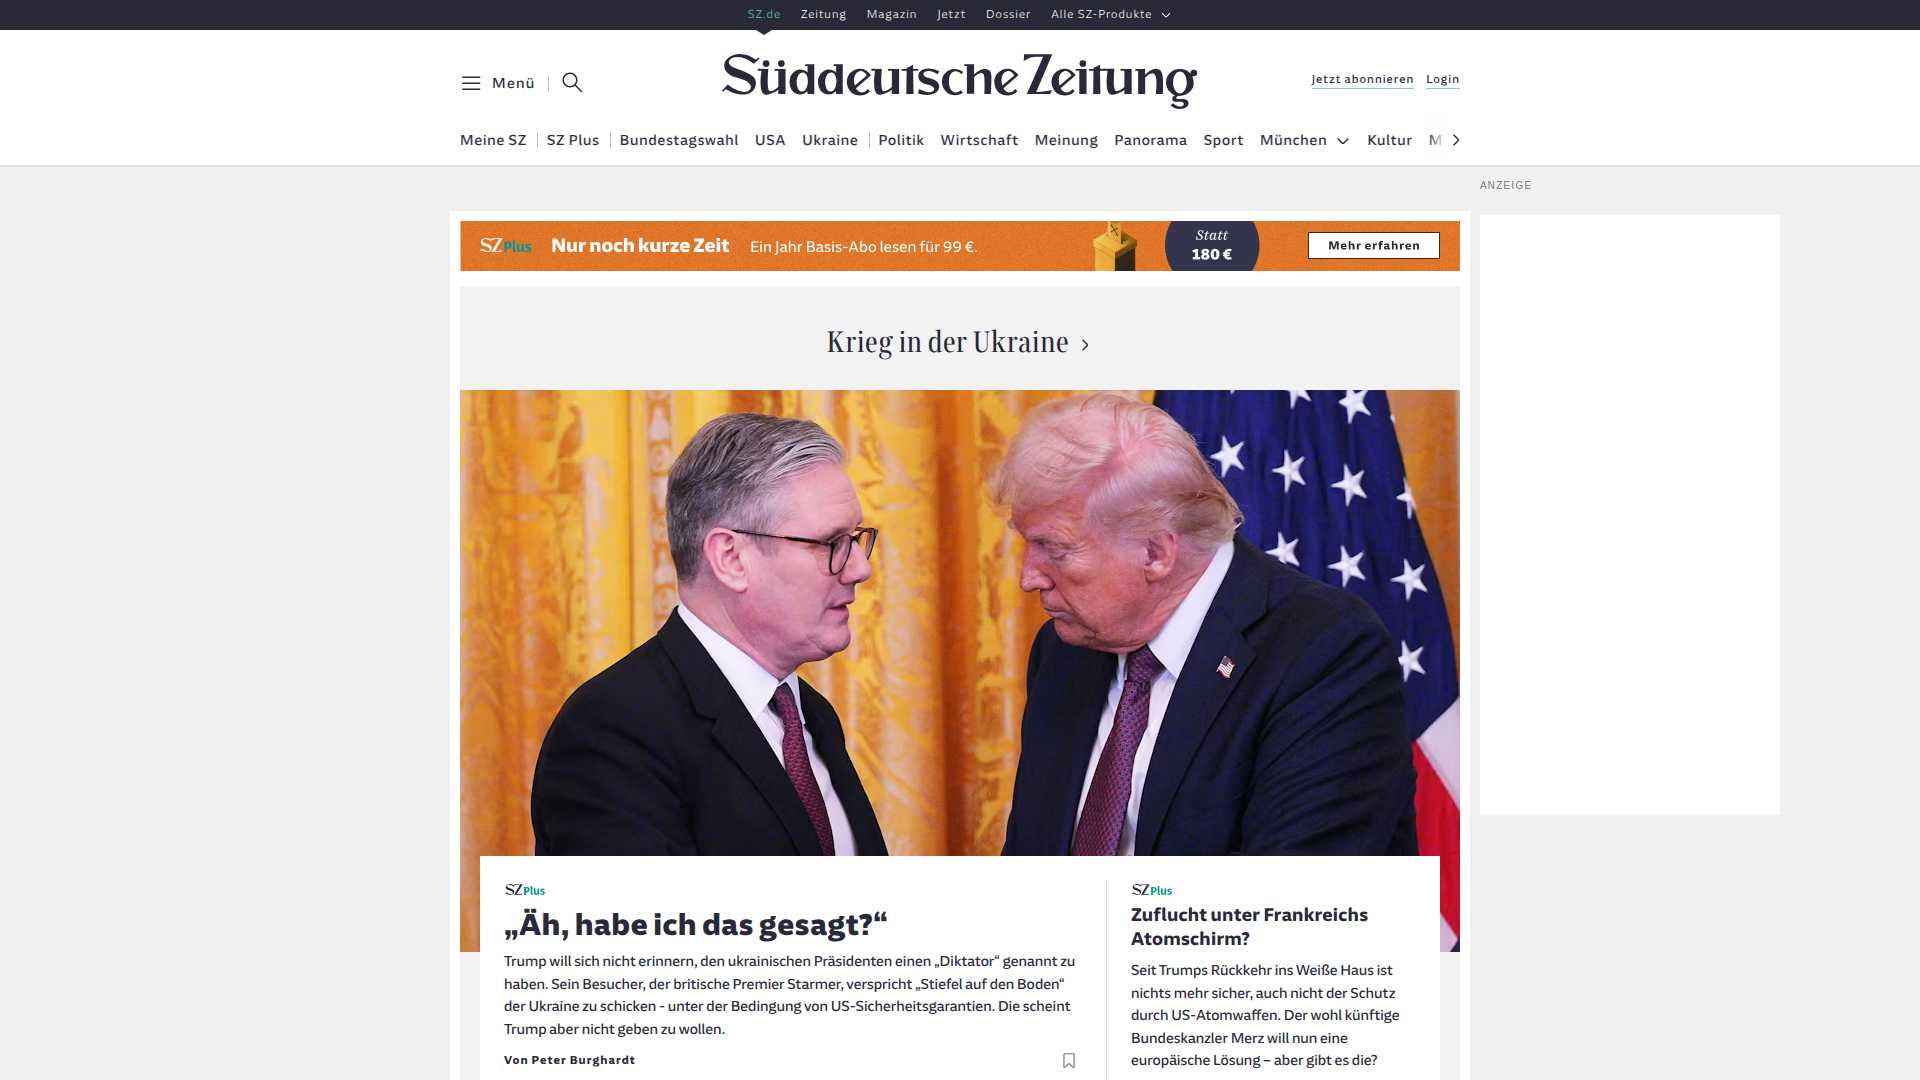 SZ.de Zeitung Magazin Jetzt Dossier Alle SZ-Produkte
Menü
Süddeutsche Zeitung
Jetzt abonnieren Login
Meine SZ SZ Plus Bundestagswahl USA Ukraine Politik Wirtschaft Meinung Panorama Sport München Kultur M
ANZEIGE
SZ Plus Nur noch kurze Zeit Ein Jahr Basis-Abo lesen für 99 €.
Statt
180 €
Mehr erfahren
Krieg in der Ukraine
SZ Plus
„Äh, habe ich das gesagt?“
Trump will sich nicht erinnern, den ukrainischen Präsidenten einen „Diktator“ genannt zu
haben. Sein Besucher, der britische Premier Starmer, verspricht „Stiefel auf den Boden“
der Ukraine zu schicken - unter der Bedingung von US-Sicherheitsgarantien. Die scheint
Trump aber nicht geben zu wollen.
Von Peter Burghardt
SZ Plus
Zuflucht unter Frankreichs
Atomschirm?
Seit Trumps Rückkehr ins Weiße Haus ist
nichts mehr sicher, auch nicht der Schutz
durch US-Atomwaffen. Der wohl künftige
Bundeskanzler Merz will nun eine
europäische Lösung – aber gibt es die?